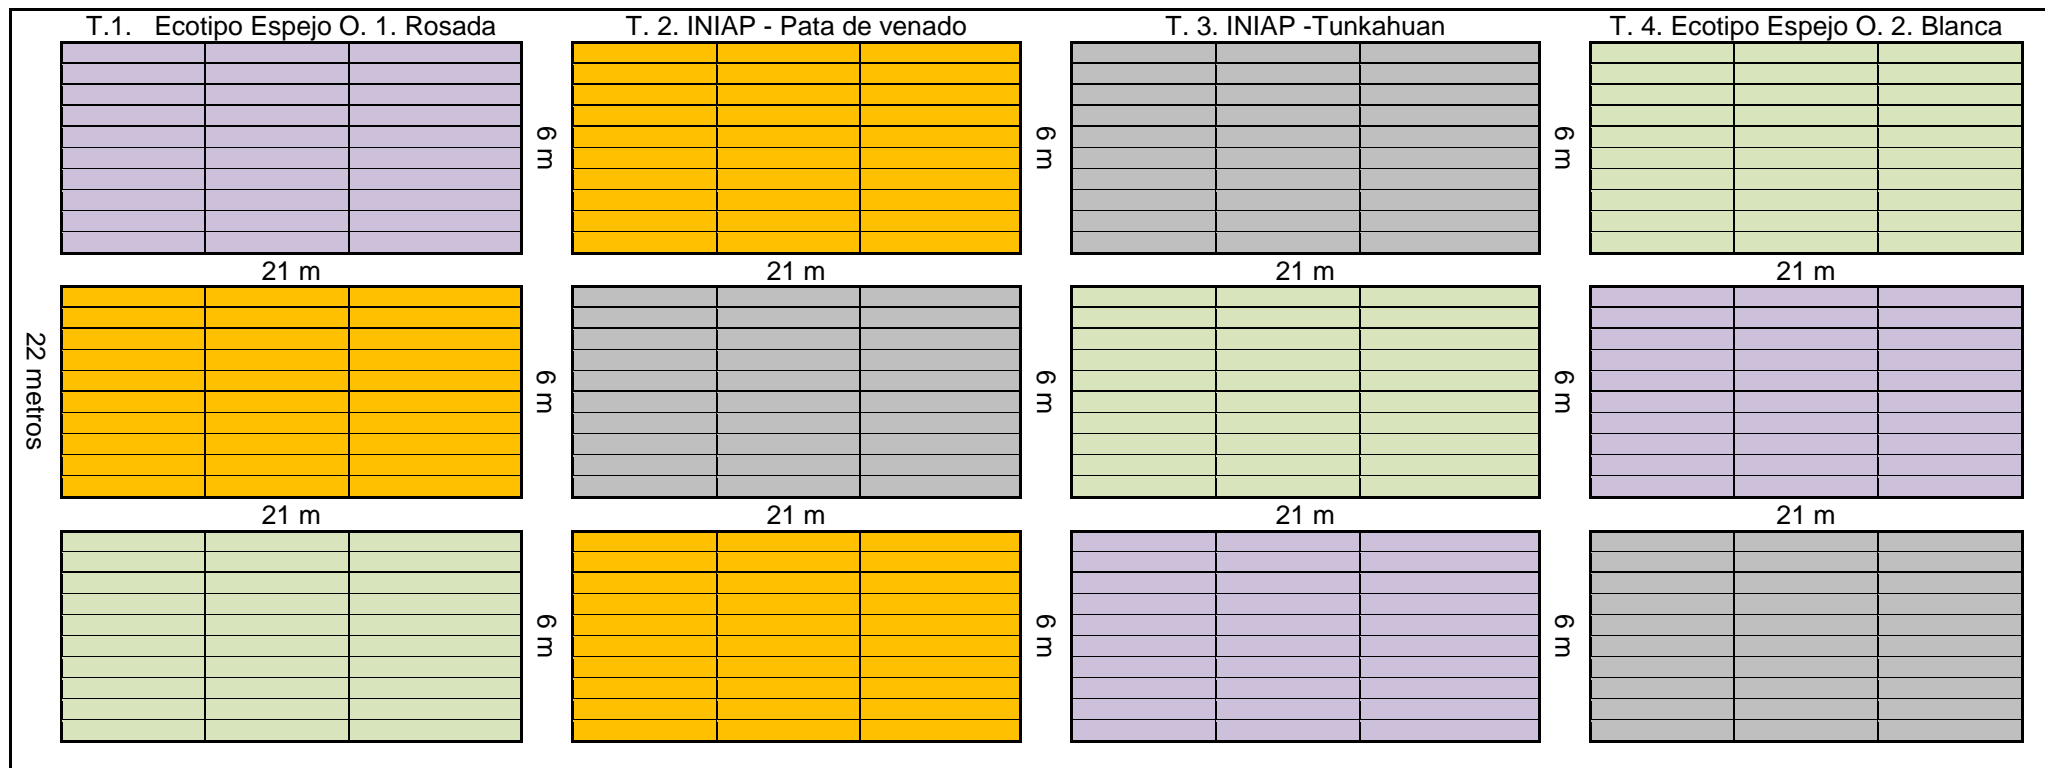 T.1. Ecotipo Espejo O. 1. Rosada
T. 2. INIAP - Pata de venado
T. 3. INIAP -Tunkahuan
T. 4. Ecotipo Espejo O. 2. Blanca
6 m
6 m
6 m
21 m
21 m
21 m
21 m
22 metros
6 m
6 m
6 m
21 m
21 m
21 m
21 m
6 m
6 m
6 m